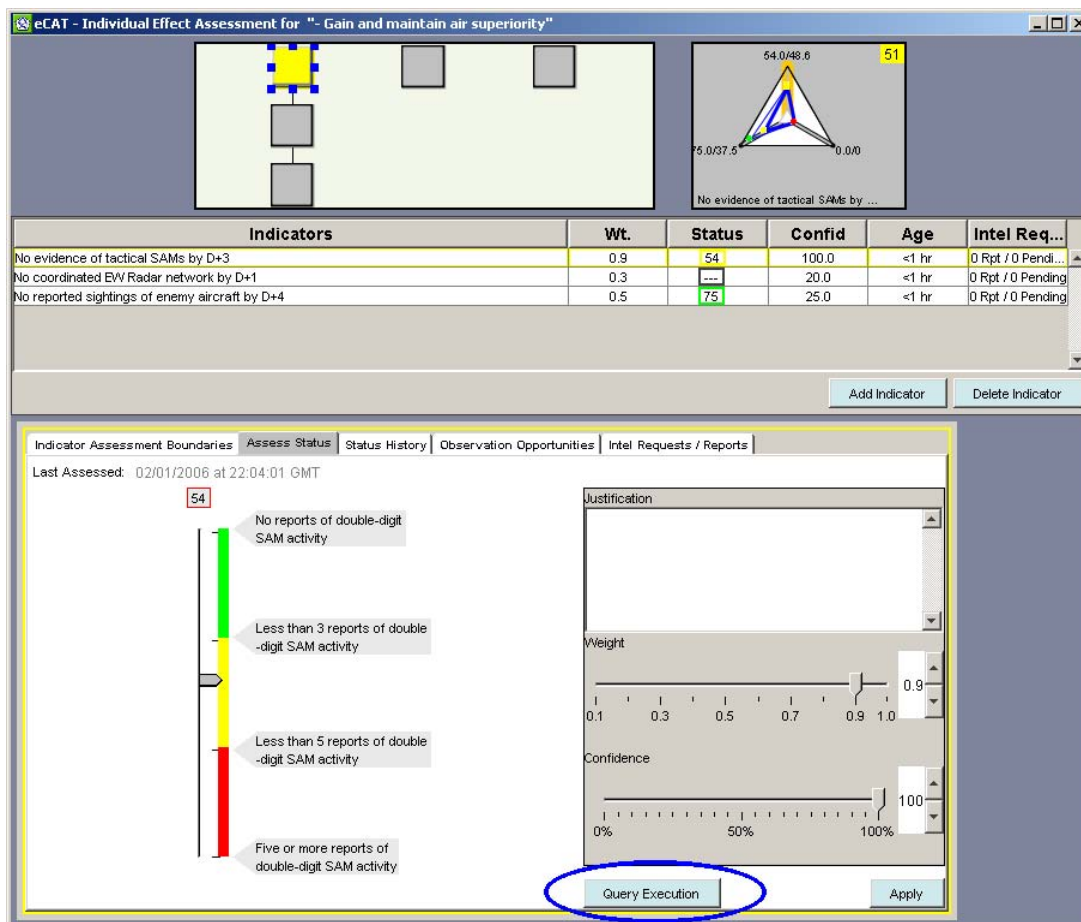 eCAT - Individual Effect Assessment for "- Gain and maintain air superiority"
54.0/48.6
51
75.0/37.5
0.0/0
No evidence of tactical SAMs by ...
Indicators Wt. Status Confid Age Intel Req...
No evidence of tactical SAMs by D+3 0.9 54 100.0 <1 hr 0 Rpt / 0 Pendi...
No coordinated EW Radar network by D+1 0.3 --- 20.0 <1 hr 0 Rpt / 0 Pending
No reported sightings of enemy aircraft by D+4 0.5 75 25.0 <1 hr 0 Rpt / 0 Pending
Add Indicator Delete Indicator
Indicator Assessment Boundaries Assess Status Status History Observation Opportunities Intel Requests / Reports
Last Assessed: 02/01/2006 at 22:04:01 GMT
54
No reports of double-digit
SAM activity
Less than 3 reports of double
-digit SAM activity
Less than 5 reports of double
-digit SAM activity
Five or more reports of
double-digit SAM activity
Justification
Weight
0.9
0.1 0.3 0.5 0.7 0.9 1.0
Confidence
100
0% 50% 100%
Query Execution Apply